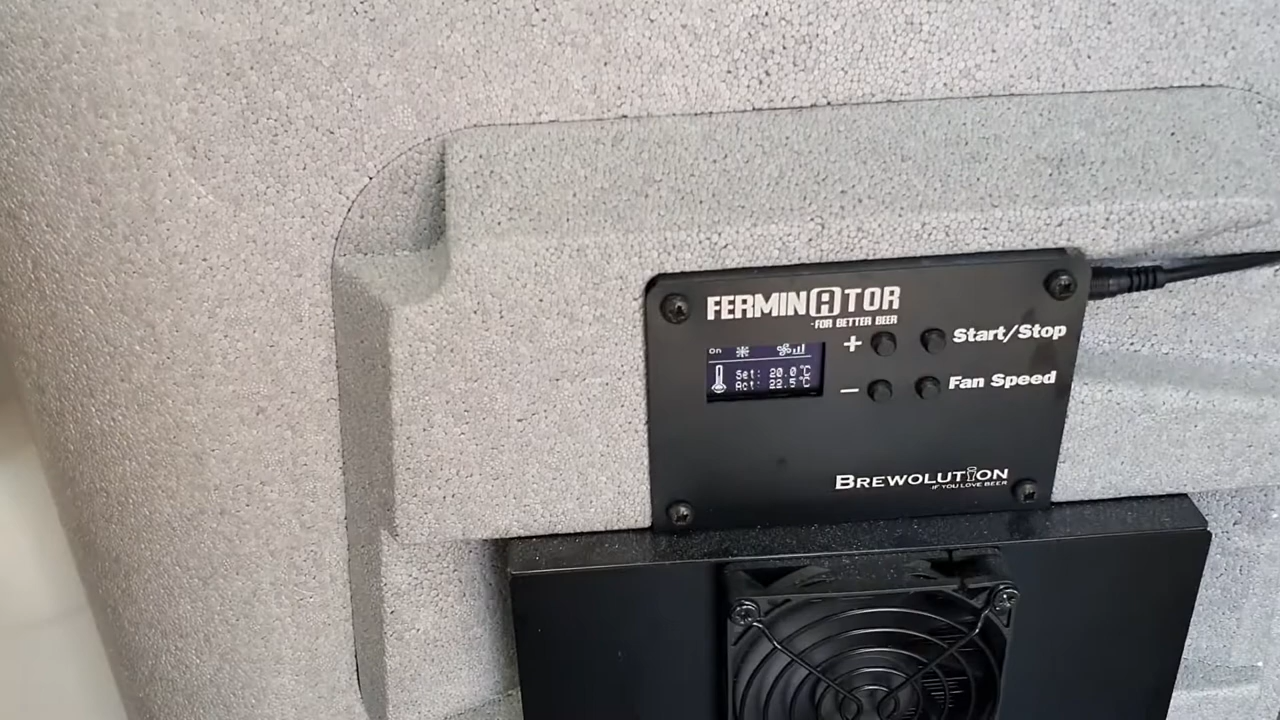 FERMINATOR
-FOR BETTER BEER
On
Set: 20.0°C
Act: 22.5°C
+
Start/Stop
−
Fan Speed
BREWOLUTION
IF YOU LOVE BEER